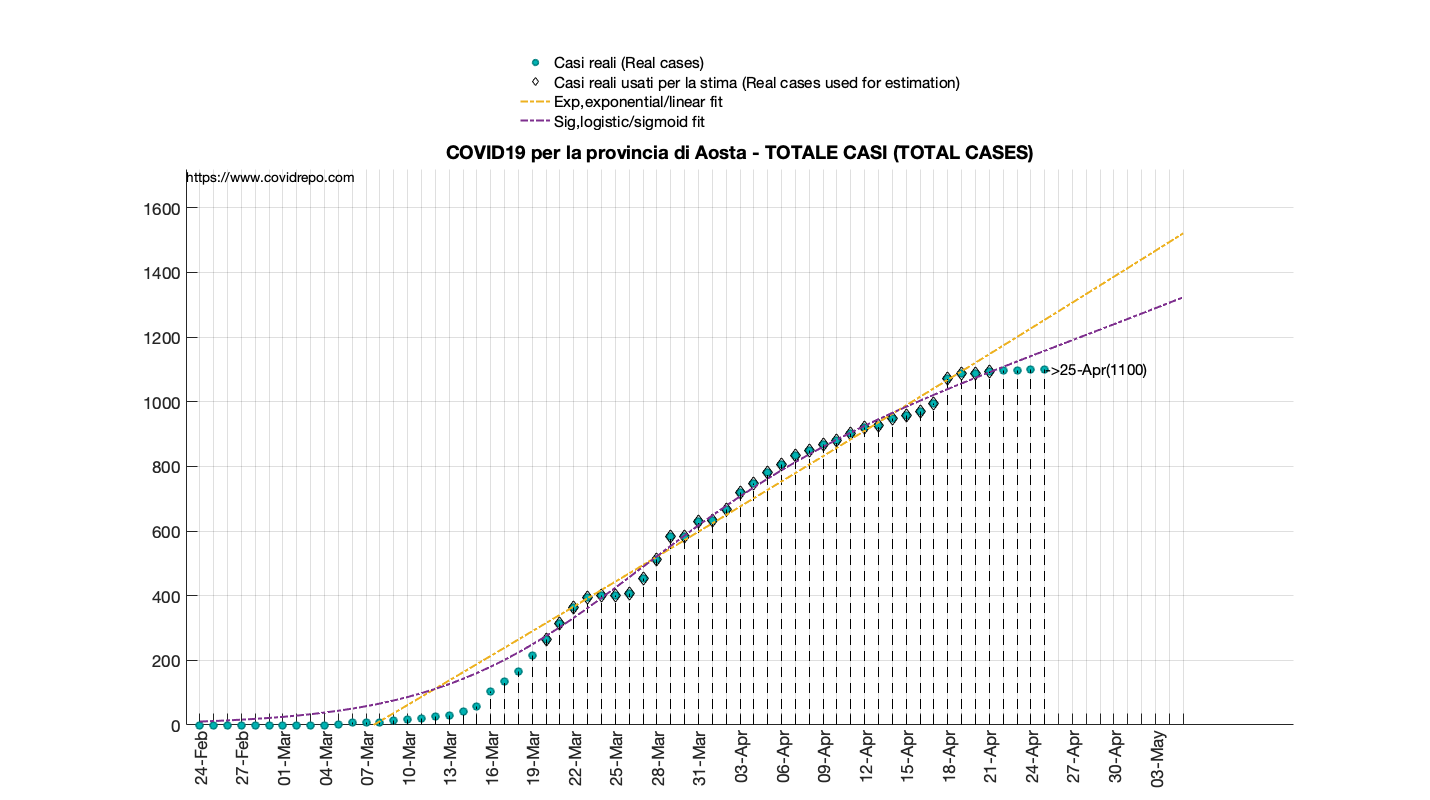 Casi reali (Real cases)
Casi reali usati per la stima (Real cases used for estimation)
Exp,exponential/linear fit
Sig,logistic/sigmoid fit
COVID19 per la provincia di Aosta - TOTALE CASI (TOTAL CASES)
https://www.covidrepo.com
1600
1400
1200
->25-Apr(1100)
1000
800
600
400
200
0
24-Feb
27-Feb
01-Mar
04-Mar
07-Mar
10-Mar
13-Mar
16-Mar
19-Mar
22-Mar
25-Mar
28-Mar
31-Mar
03-Apr
06-Apr
09-Apr
12-Apr
15-Apr
18-Apr
21-Apr
24-Apr
27-Apr
30-Apr
03-May